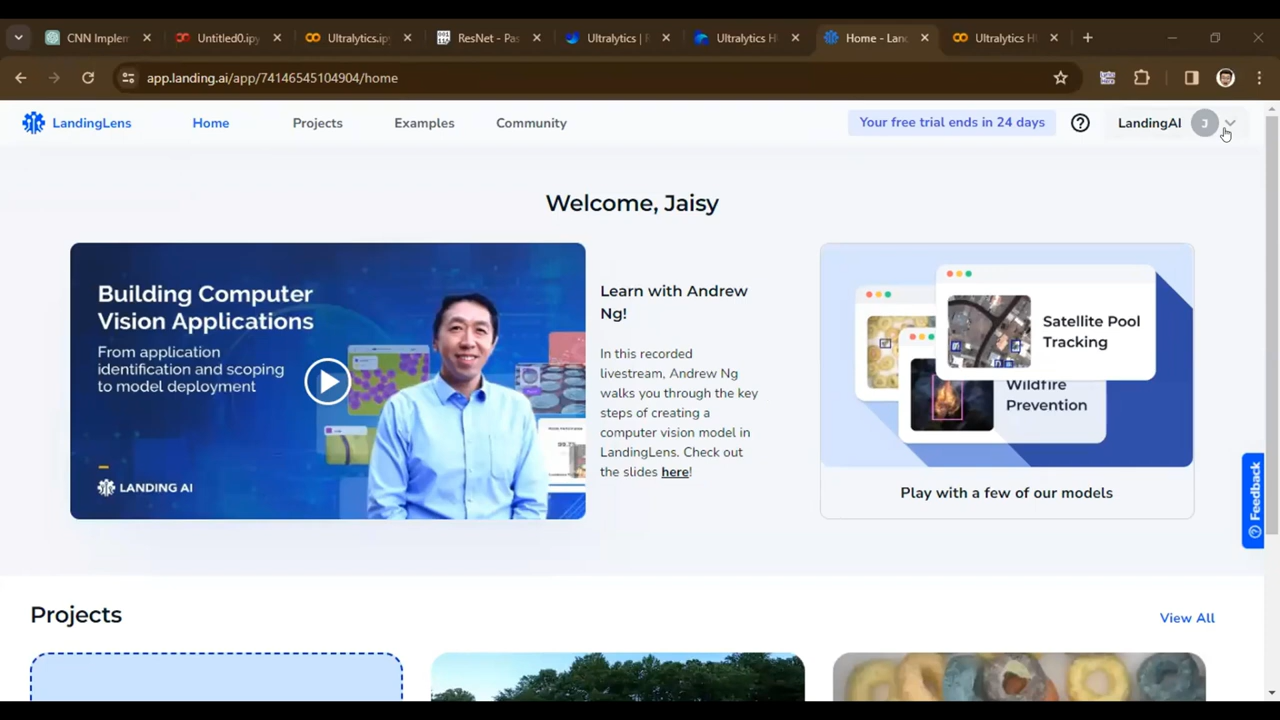 CNN Implem
Untitled0.ipy
Ultralytics.ipy
ResNet - Pas
Ultralytics | F
Ultralytics H
Home - Lan
Ultralytics H
app.landing.ai/app/74146545104904/home
LandingLens
Home
Projects
Examples
Community
Your free trial ends in 24 days
LandingAI
J
Welcome, Jaisy
Building Computer
Vision Applications
From application
identification and scoping
to model deployment
LANDING AI
Learn with Andrew
Ng!
In this recorded
livestream, Andrew Ng
walks you through the key
steps of creating a
computer vision model in
LandingLens. Check out
the slides here!
Satellite Pool
Tracking
Wildfire
Prevention
Play with a few of our models
Feedback
Projects
View All